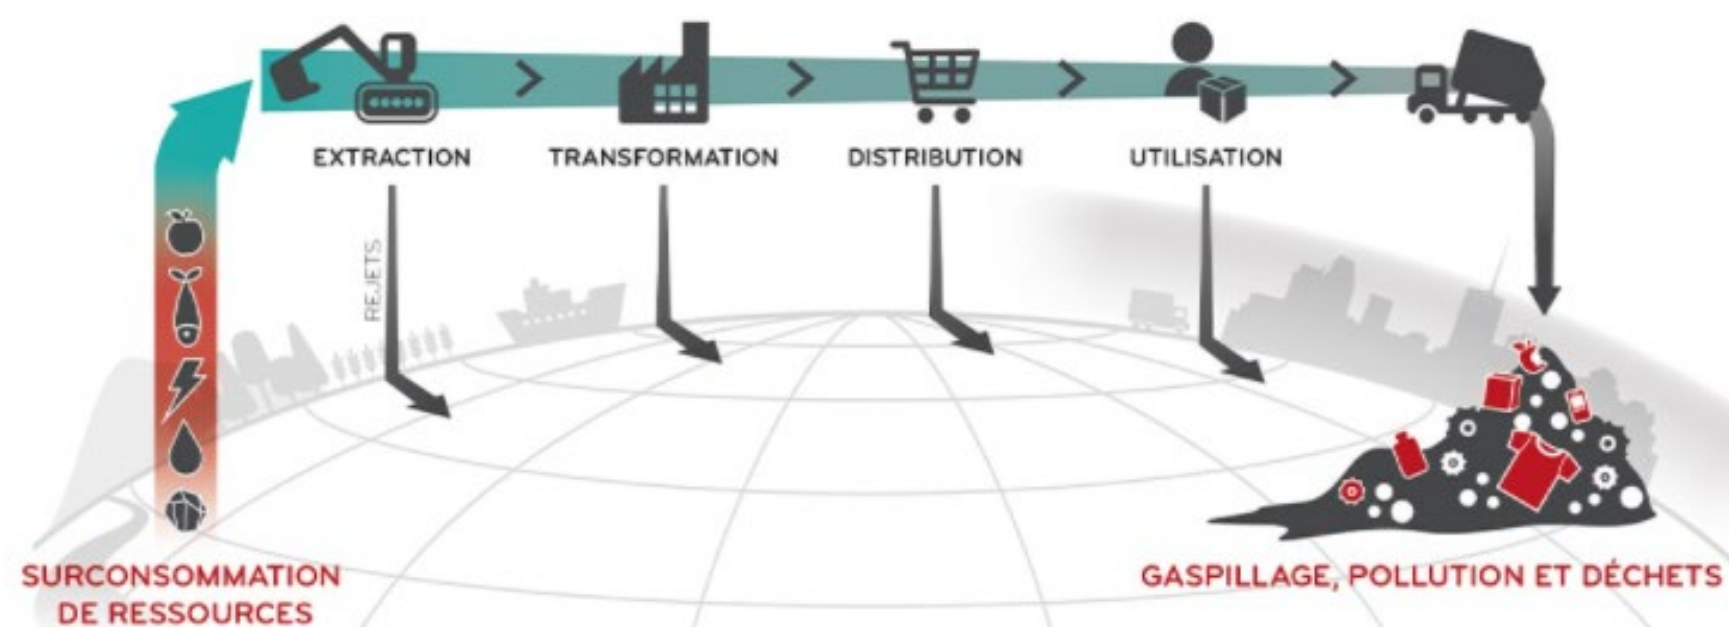 EXTRACTION
TRANSFORMATION
DISTRIBUTION
UTILISATION
REJETS
SURCONSOMMATION
DE RESSOURCES
GASPILLAGE, POLLUTION ET DÉCHETS